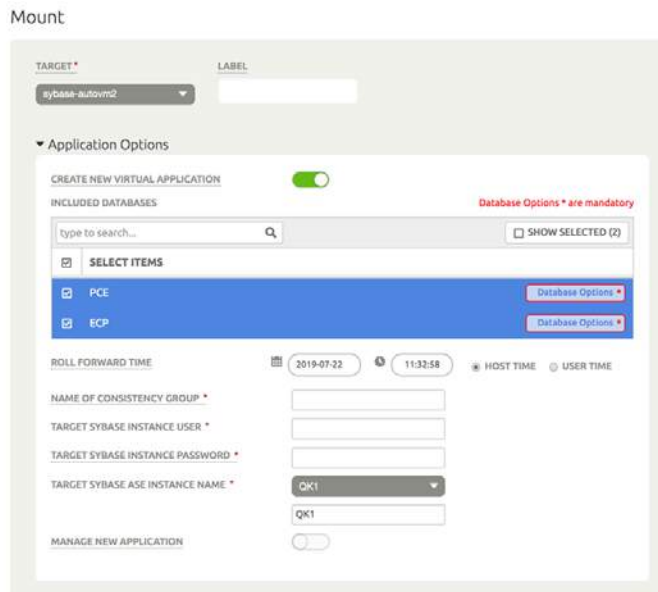 Mount
TARGET * LABEL
sybase-autovm2
Application Options
CREATE NEW VIRTUAL APPLICATION
INCLUDED DATABASES Database Options * are mandatory
type to search... SHOW SELECTED (2)
SELECT ITEMS
PCE Database Options *
ECP Database Options *
ROLL FORWARD TIME 2019-07-22 11:32:58 HOST TIME USER TIME
NAME OF CONSISTENCY GROUP *
TARGET SYBASE INSTANCE USER *
TARGET SYBASE INSTANCE PASSWORD *
TARGET SYBASE ASE INSTANCE NAME * QK1
QK1
MANAGE NEW APPLICATION